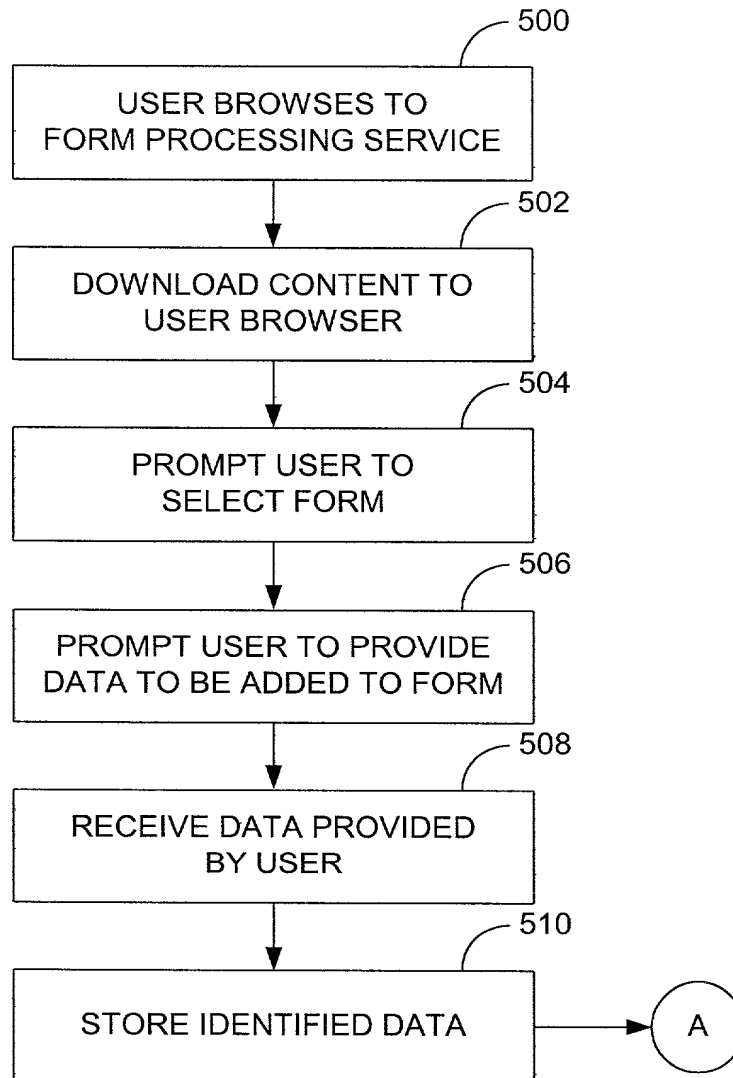 500
USER BROWSES TO
FORM PROCESSING SERVICE
502
DOWNLOAD CONTENT TO
USER BROWSER
504
PROMPT USER TO
SELECT FORM
506
PROMPT USER TO PROVIDE
DATA TO BE ADDED TO FORM
508
RECEIVE DATA PROVIDED
BY USER
510
STORE IDENTIFIED DATA
A